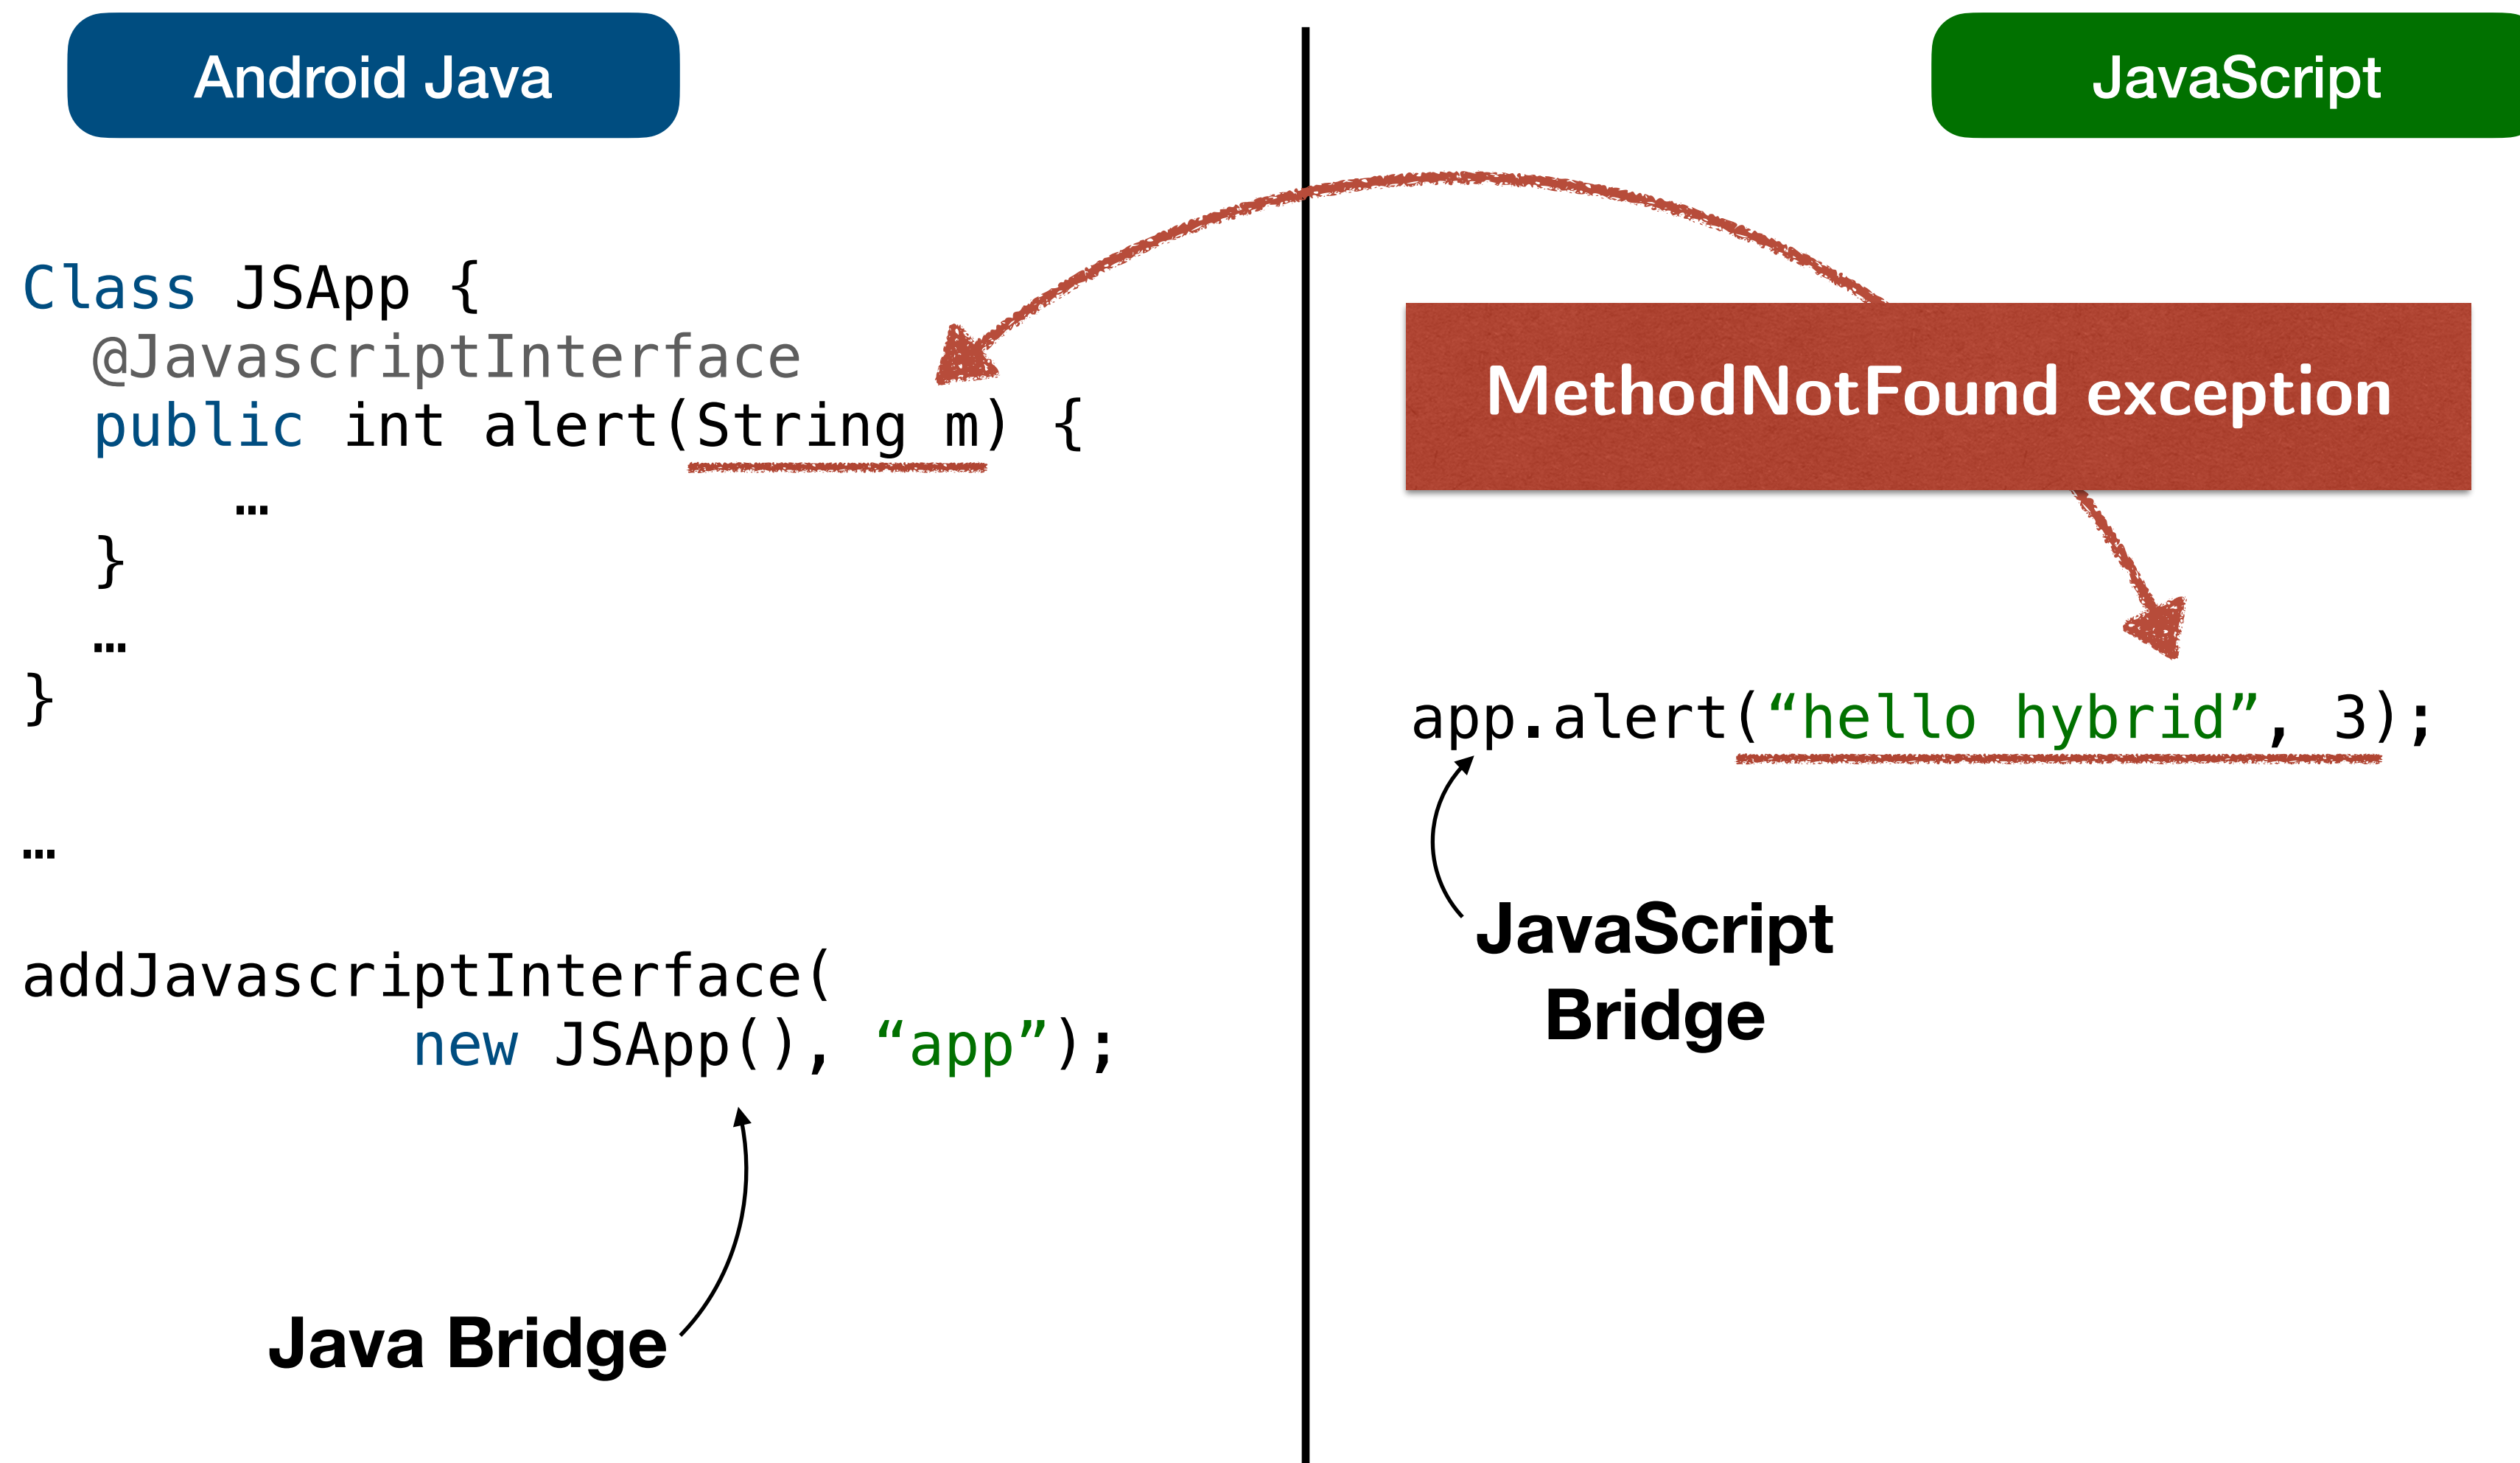 Android Java
Class JSApp {
@JavascriptInterface
public int alert(String m) {
…
}
…
}
…
addJavascriptInterface(
new JSApp(), “app”);
Java Bridge
JavaScript
MethodNotFound exception
app.alert(“hello hybrid”, 3);
JavaScript
Bridge